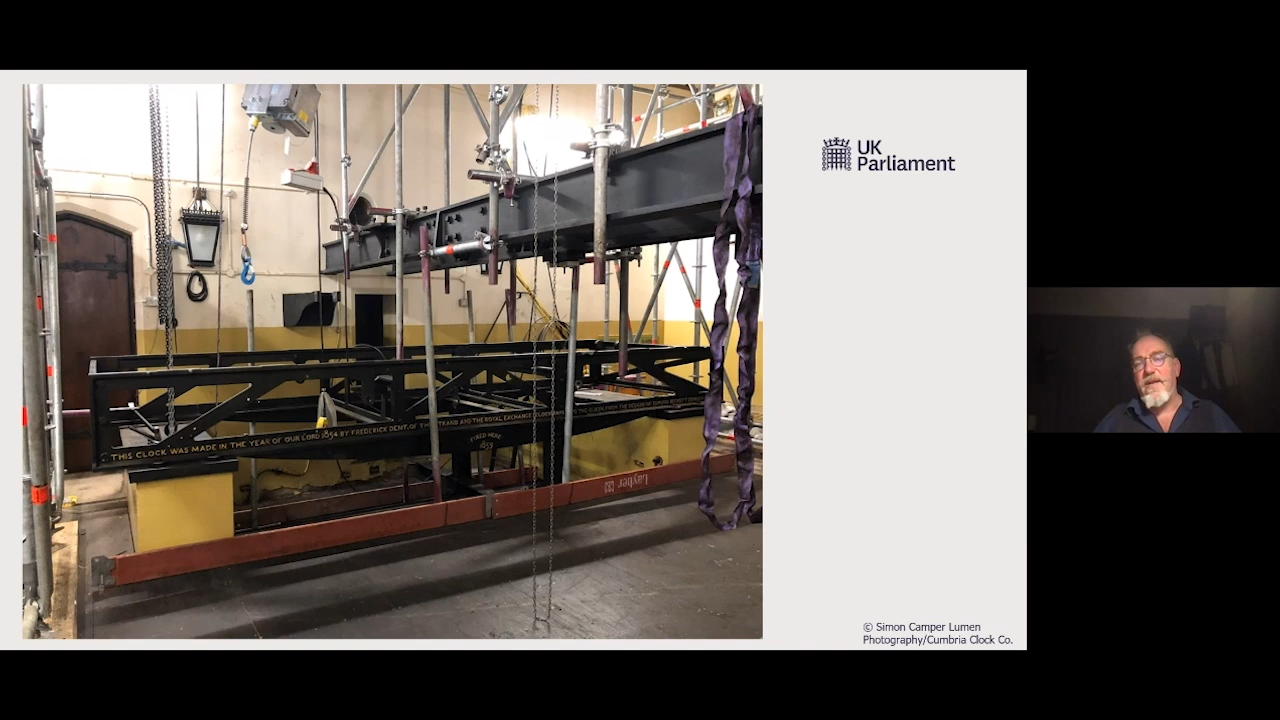 UK
Parliament
THIS CLOCK WAS MADE IN THE YEAR OF OUR LORD 1854 BY FREDERICK DENT, OF THE STRAND AND THE ROYAL EXCHANGE
FIXED HERE
1859
Layher
© Simon Camper Lumen
Photography/Cumbria Clock Co.